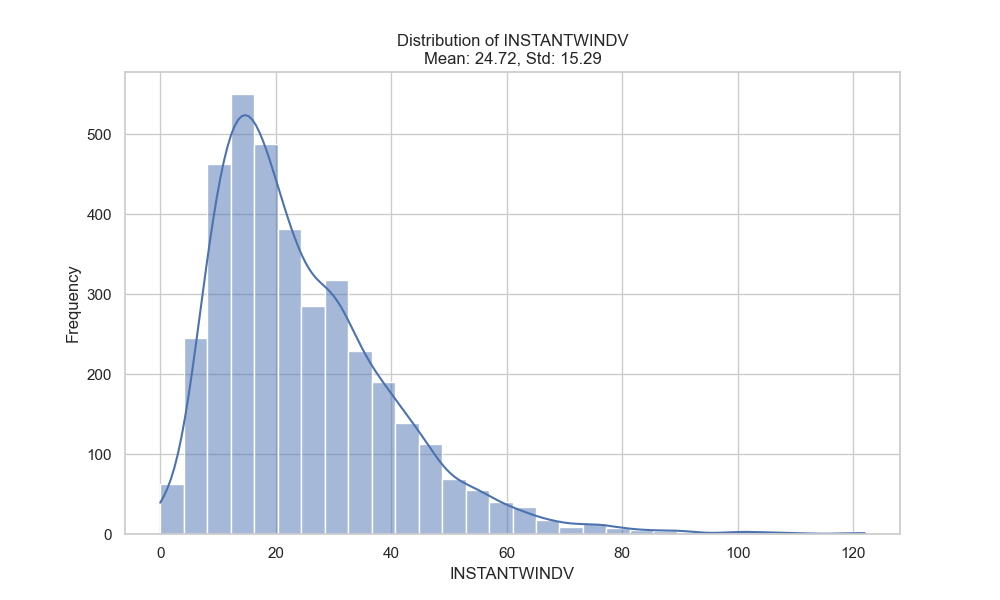 Distribution of INSTANTWINDV
Mean: 24.72, Std: 15.29
Frequency
500
400
300
200
100
0
0 20 40 60 80 100 120
INSTANTWINDV